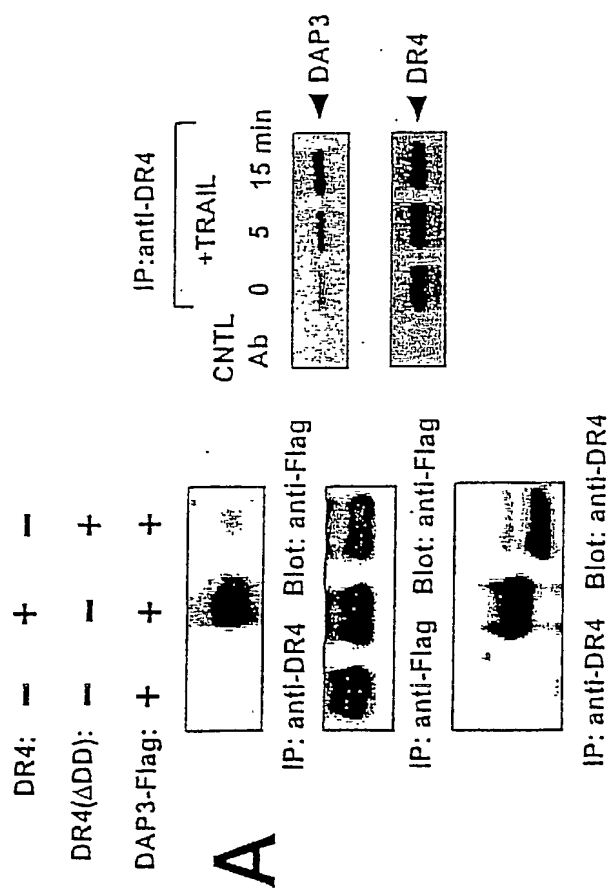 A
DR4: − + −
DR4(ΔDD): − − +
DAP3-Flag: + + +
IP: anti-DR4 Blot: anti-Flag
IP: anti-Flag Blot: anti-Flag
IP: anti-DR4 Blot: anti-DR4
IP:anti-DR4
+TRAIL
CNTL
Ab 0 5 15 min
DAP3
DR4